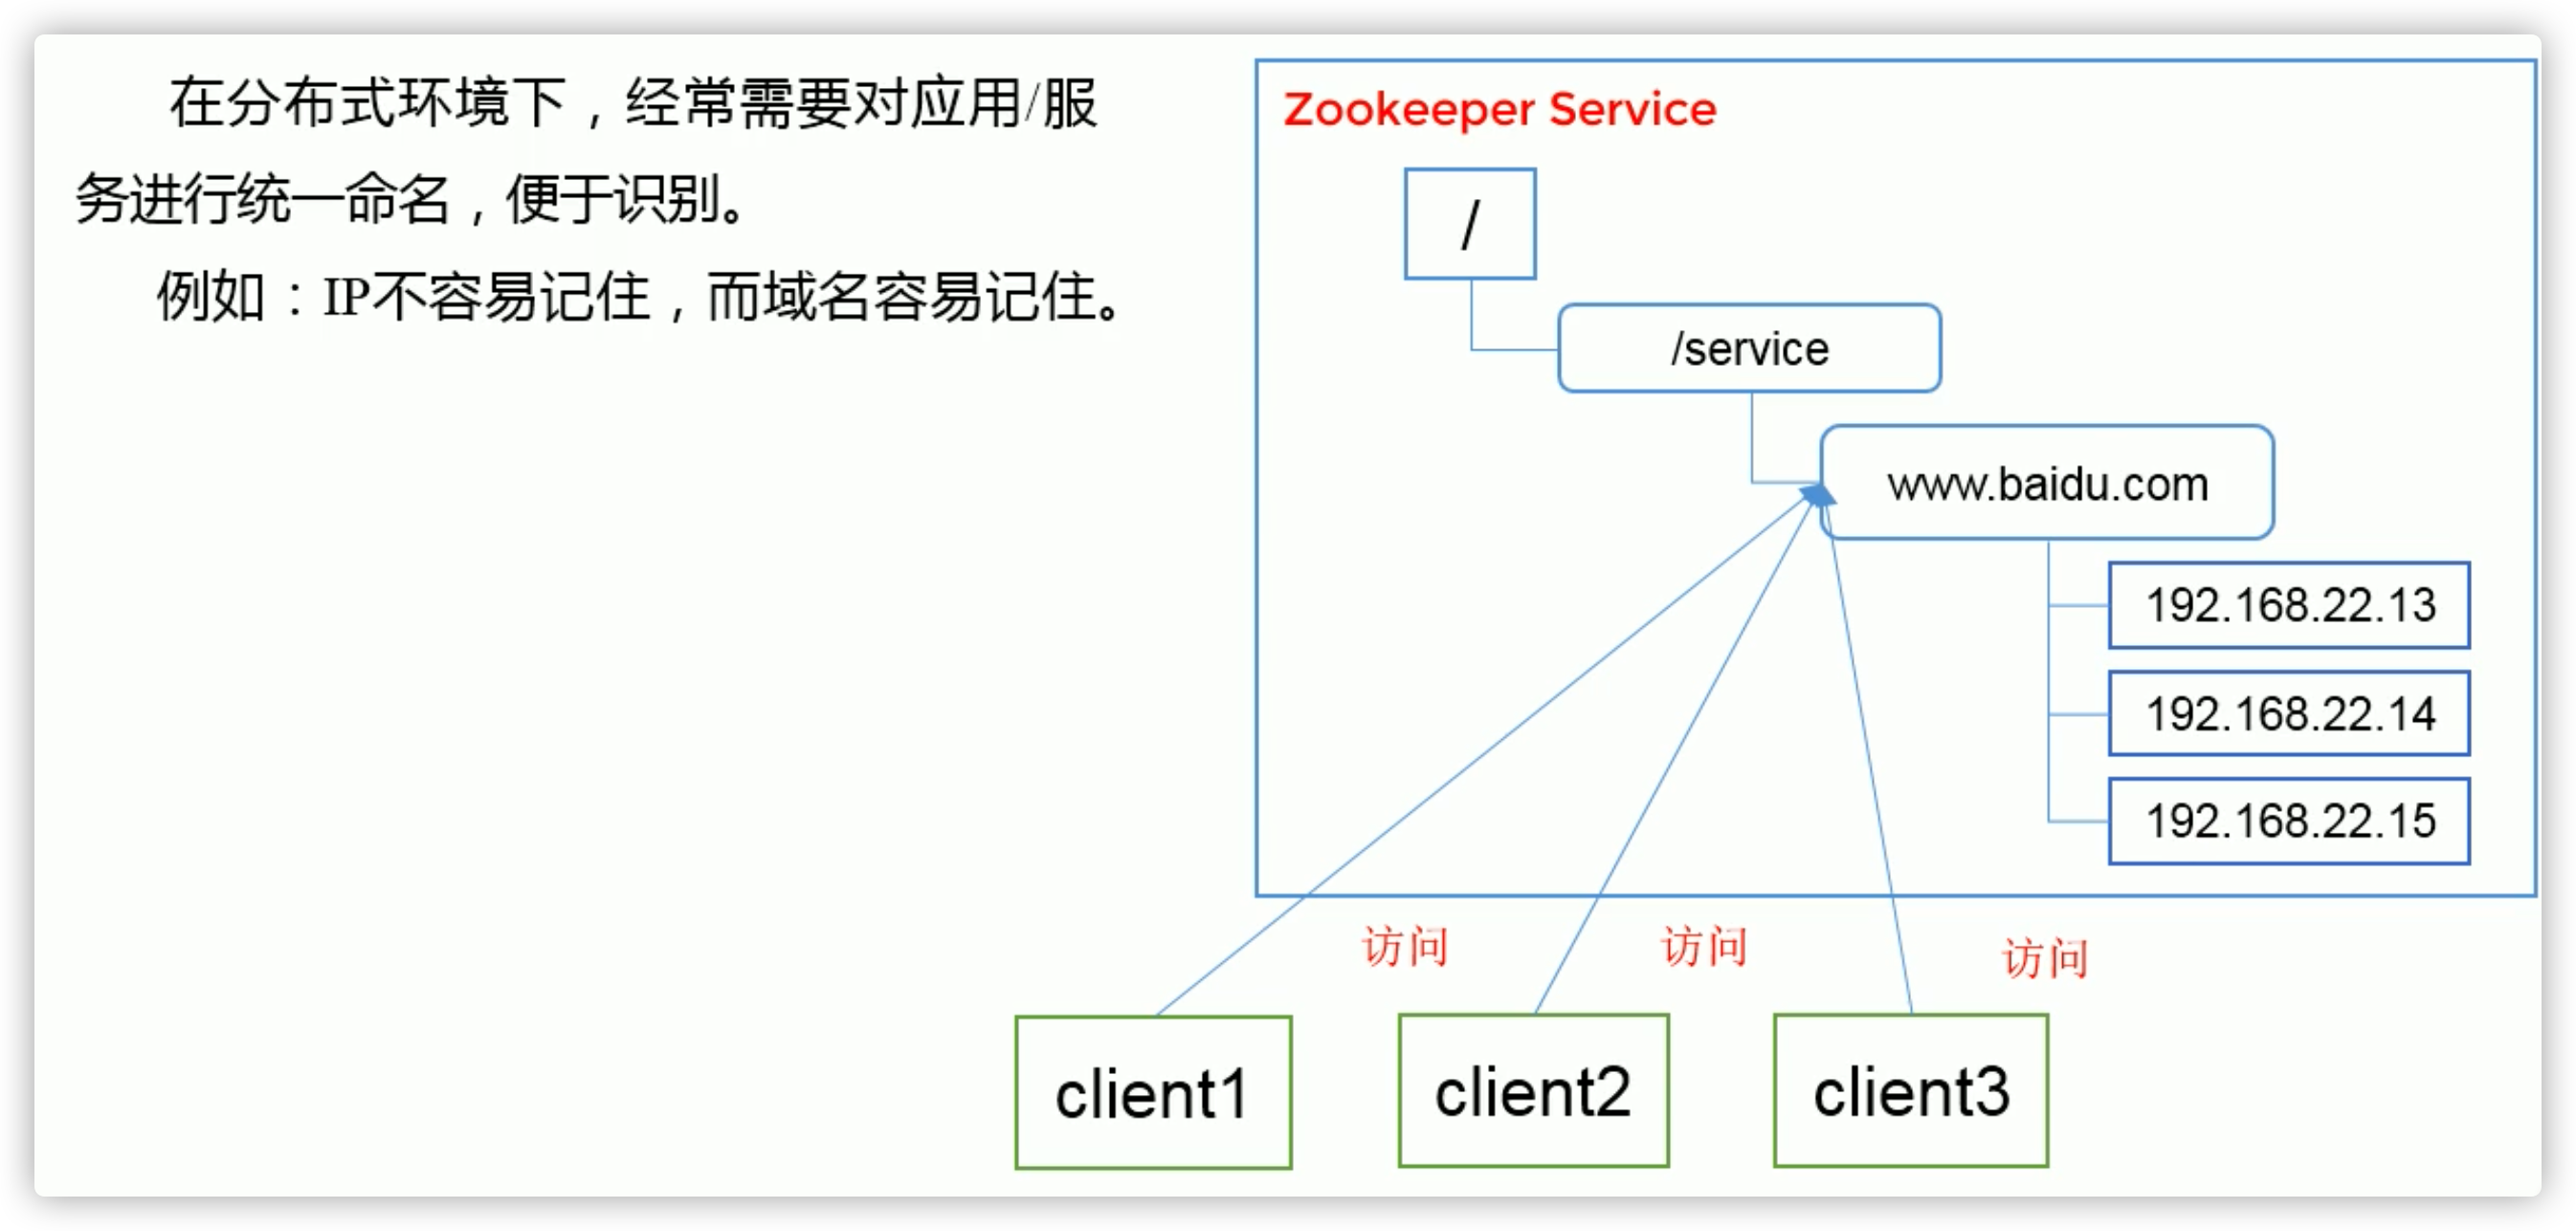 在分布式环境下，经常需要对应用/服
务进行统一命名，便于识别。
例如：IP不容易记住，而域名容易记住。
Zookeeper Service
/
/service
www.baidu.com
192.168.22.13
192.168.22.14
192.168.22.15
访问
访问
访问
client1
client2
client3